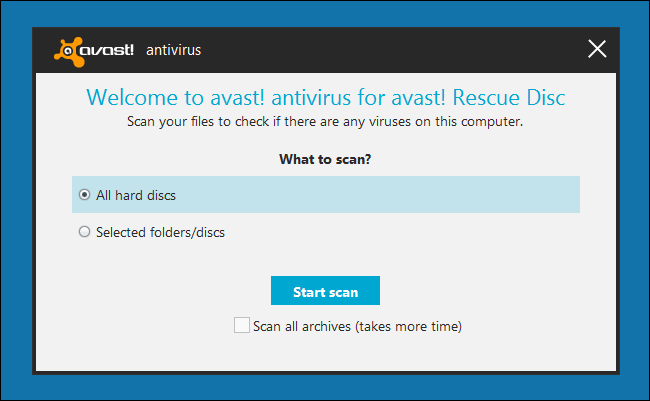 avast! antivirus
Welcome to avast! antivirus for avast! Rescue Disc
Scan your files to check if there are any viruses on this computer.
What to scan?
All hard discs
Selected folders/discs
Start scan
Scan all archives (takes more time)